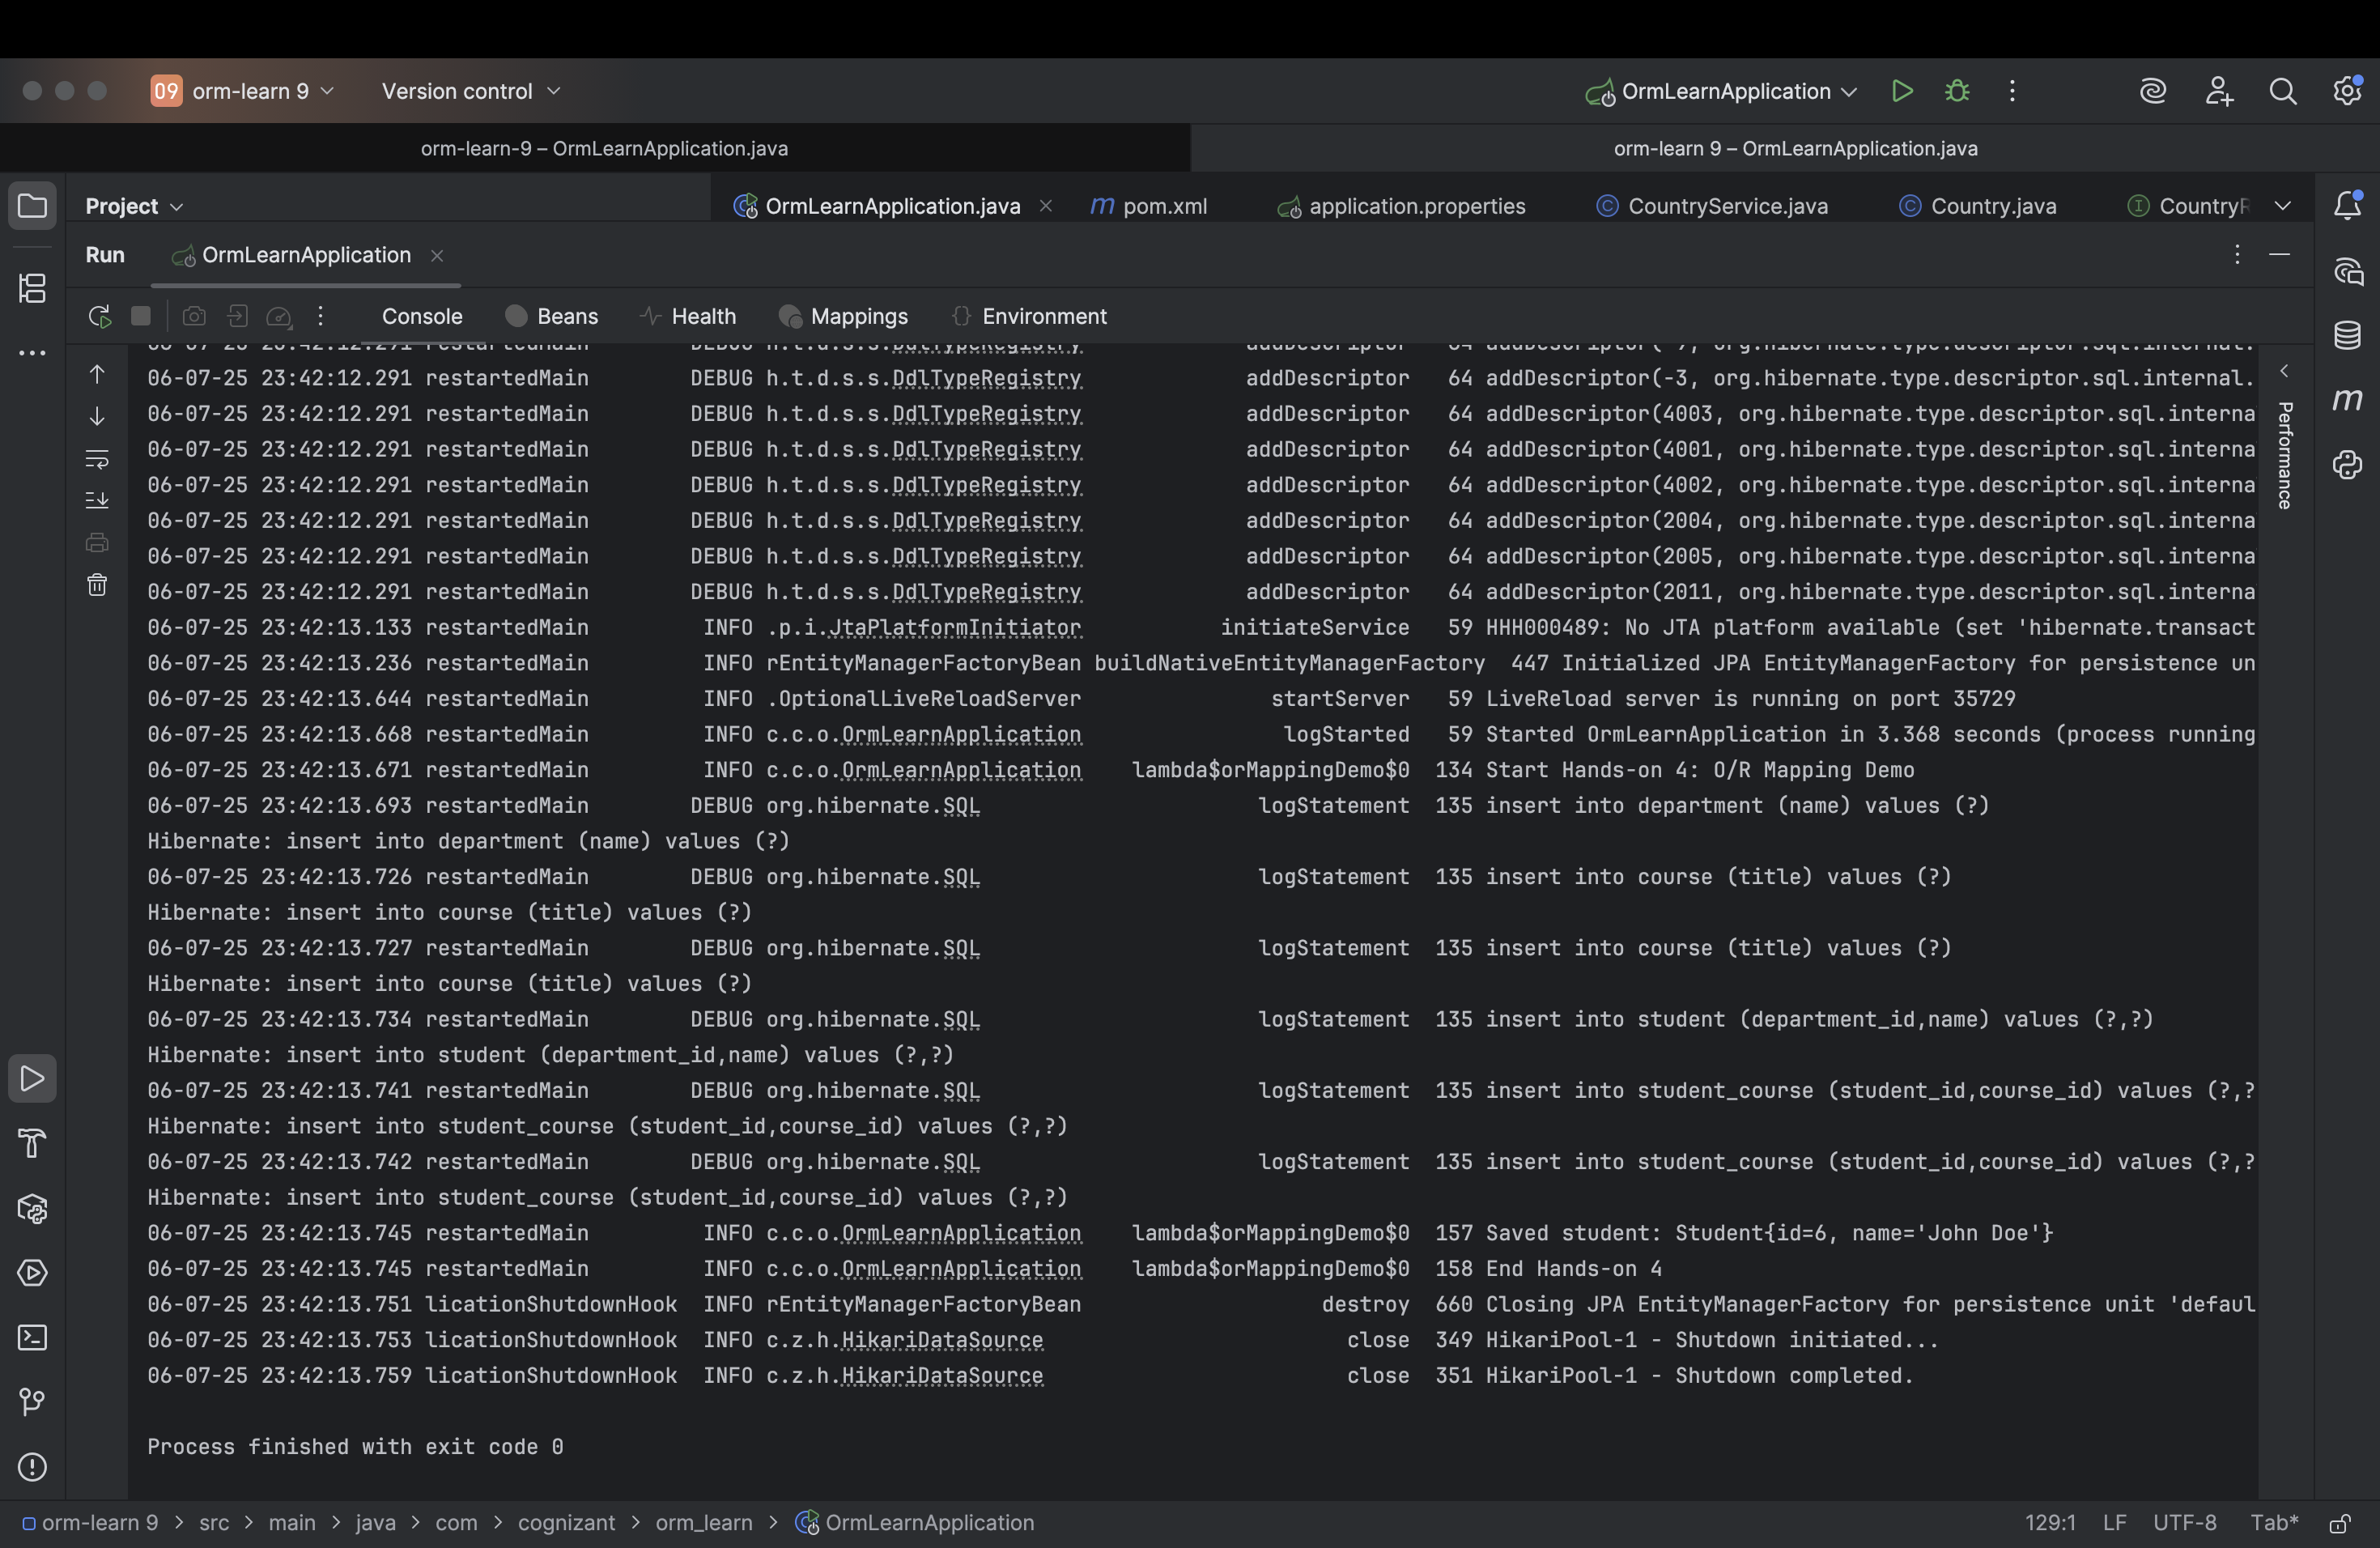 09 orm-learn 9 Version control OrmLearnApplication
orm-learn-9 – OrmLearnApplication.java orm-learn 9 – OrmLearnApplication.java
Project OrmLearnApplication.java m pom.xml application.properties CountryService.java Country.java
Run OrmLearnApplication
Console Beans Health Mappings Environment
Performance
06-07-25 23:42:12.291 restartedMain DEBUG h.t.d.s.s.DdlTypeRegistry addDescriptor 64 addDescriptor(-3, org.hibernate.type.descriptor.sql.internal.
06-07-25 23:42:12.291 restartedMain DEBUG h.t.d.s.s.DdlTypeRegistry addDescriptor 64 addDescriptor(4003, org.hibernate.type.descriptor.sql.interna
06-07-25 23:42:12.291 restartedMain DEBUG h.t.d.s.s.DdlTypeRegistry addDescriptor 64 addDescriptor(4001, org.hibernate.type.descriptor.sql.interna
06-07-25 23:42:12.291 restartedMain DEBUG h.t.d.s.s.DdlTypeRegistry addDescriptor 64 addDescriptor(4002, org.hibernate.type.descriptor.sql.interna
06-07-25 23:42:12.291 restartedMain DEBUG h.t.d.s.s.DdlTypeRegistry addDescriptor 64 addDescriptor(2004, org.hibernate.type.descriptor.sql.interna
06-07-25 23:42:12.291 restartedMain DEBUG h.t.d.s.s.DdlTypeRegistry addDescriptor 64 addDescriptor(2005, org.hibernate.type.descriptor.sql.interna
06-07-25 23:42:12.291 restartedMain DEBUG h.t.d.s.s.DdlTypeRegistry addDescriptor 64 addDescriptor(2011, org.hibernate.type.descriptor.sql.interna
06-07-25 23:42:13.133 restartedMain INFO .p.i.JtaPlatformInitiator initiateService 59 HHH000489: No JTA platform available (set 'hibernate.transact
06-07-25 23:42:13.236 restartedMain INFO rEntityManagerFactoryBean buildNativeEntityManagerFactory 447 Initialized JPA EntityManagerFactory for persistence un
06-07-25 23:42:13.644 restartedMain INFO .OptionalLiveReloadServer startServer 59 LiveReload server is running on port 35729
06-07-25 23:42:13.668 restartedMain INFO c.c.o.OrmLearnApplication logStarted 59 Started OrmLearnApplication in 3.368 seconds (process running
06-07-25 23:42:13.671 restartedMain INFO c.c.o.OrmLearnApplication lambda$orMappingDemo$0 134 Start Hands-on 4: O/R Mapping Demo
06-07-25 23:42:13.693 restartedMain DEBUG org.hibernate.SQL logStatement 135 insert into department (name) values (?)
Hibernate: insert into department (name) values (?)
06-07-25 23:42:13.726 restartedMain DEBUG org.hibernate.SQL logStatement 135 insert into course (title) values (?)
Hibernate: insert into course (title) values (?)
06-07-25 23:42:13.727 restartedMain DEBUG org.hibernate.SQL logStatement 135 insert into course (title) values (?)
Hibernate: insert into course (title) values (?)
06-07-25 23:42:13.734 restartedMain DEBUG org.hibernate.SQL logStatement 135 insert into student (department_id,name) values (?,?)
Hibernate: insert into student (department_id,name) values (?,?)
06-07-25 23:42:13.741 restartedMain DEBUG org.hibernate.SQL logStatement 135 insert into student_course (student_id,course_id) values (?,?
Hibernate: insert into student_course (student_id,course_id) values (?,?)
06-07-25 23:42:13.742 restartedMain DEBUG org.hibernate.SQL logStatement 135 insert into student_course (student_id,course_id) values (?,?
Hibernate: insert into student_course (student_id,course_id) values (?,?)
06-07-25 23:42:13.745 restartedMain INFO c.c.o.OrmLearnApplication lambda$orMappingDemo$0 157 Saved student: Student{id=6, name='John Doe'}
06-07-25 23:42:13.745 restartedMain INFO c.c.o.OrmLearnApplication lambda$orMappingDemo$0 158 End Hands-on 4
06-07-25 23:42:13.751 licationShutdownHook INFO rEntityManagerFactoryBean destroy 660 Closing JPA EntityManagerFactory for persistence unit 'defaul
06-07-25 23:42:13.753 licationShutdownHook INFO c.z.h.HikariDataSource close 349 HikariPool-1 - Shutdown initiated...
06-07-25 23:42:13.759 licationShutdownHook INFO c.z.h.HikariDataSource close 351 HikariPool-1 - Shutdown completed.
Process finished with exit code 0
orm-learn 9 > src > main > java > com > cognizant > orm_learn > OrmLearnApplication 129:1 LF UTF-8 Tab*